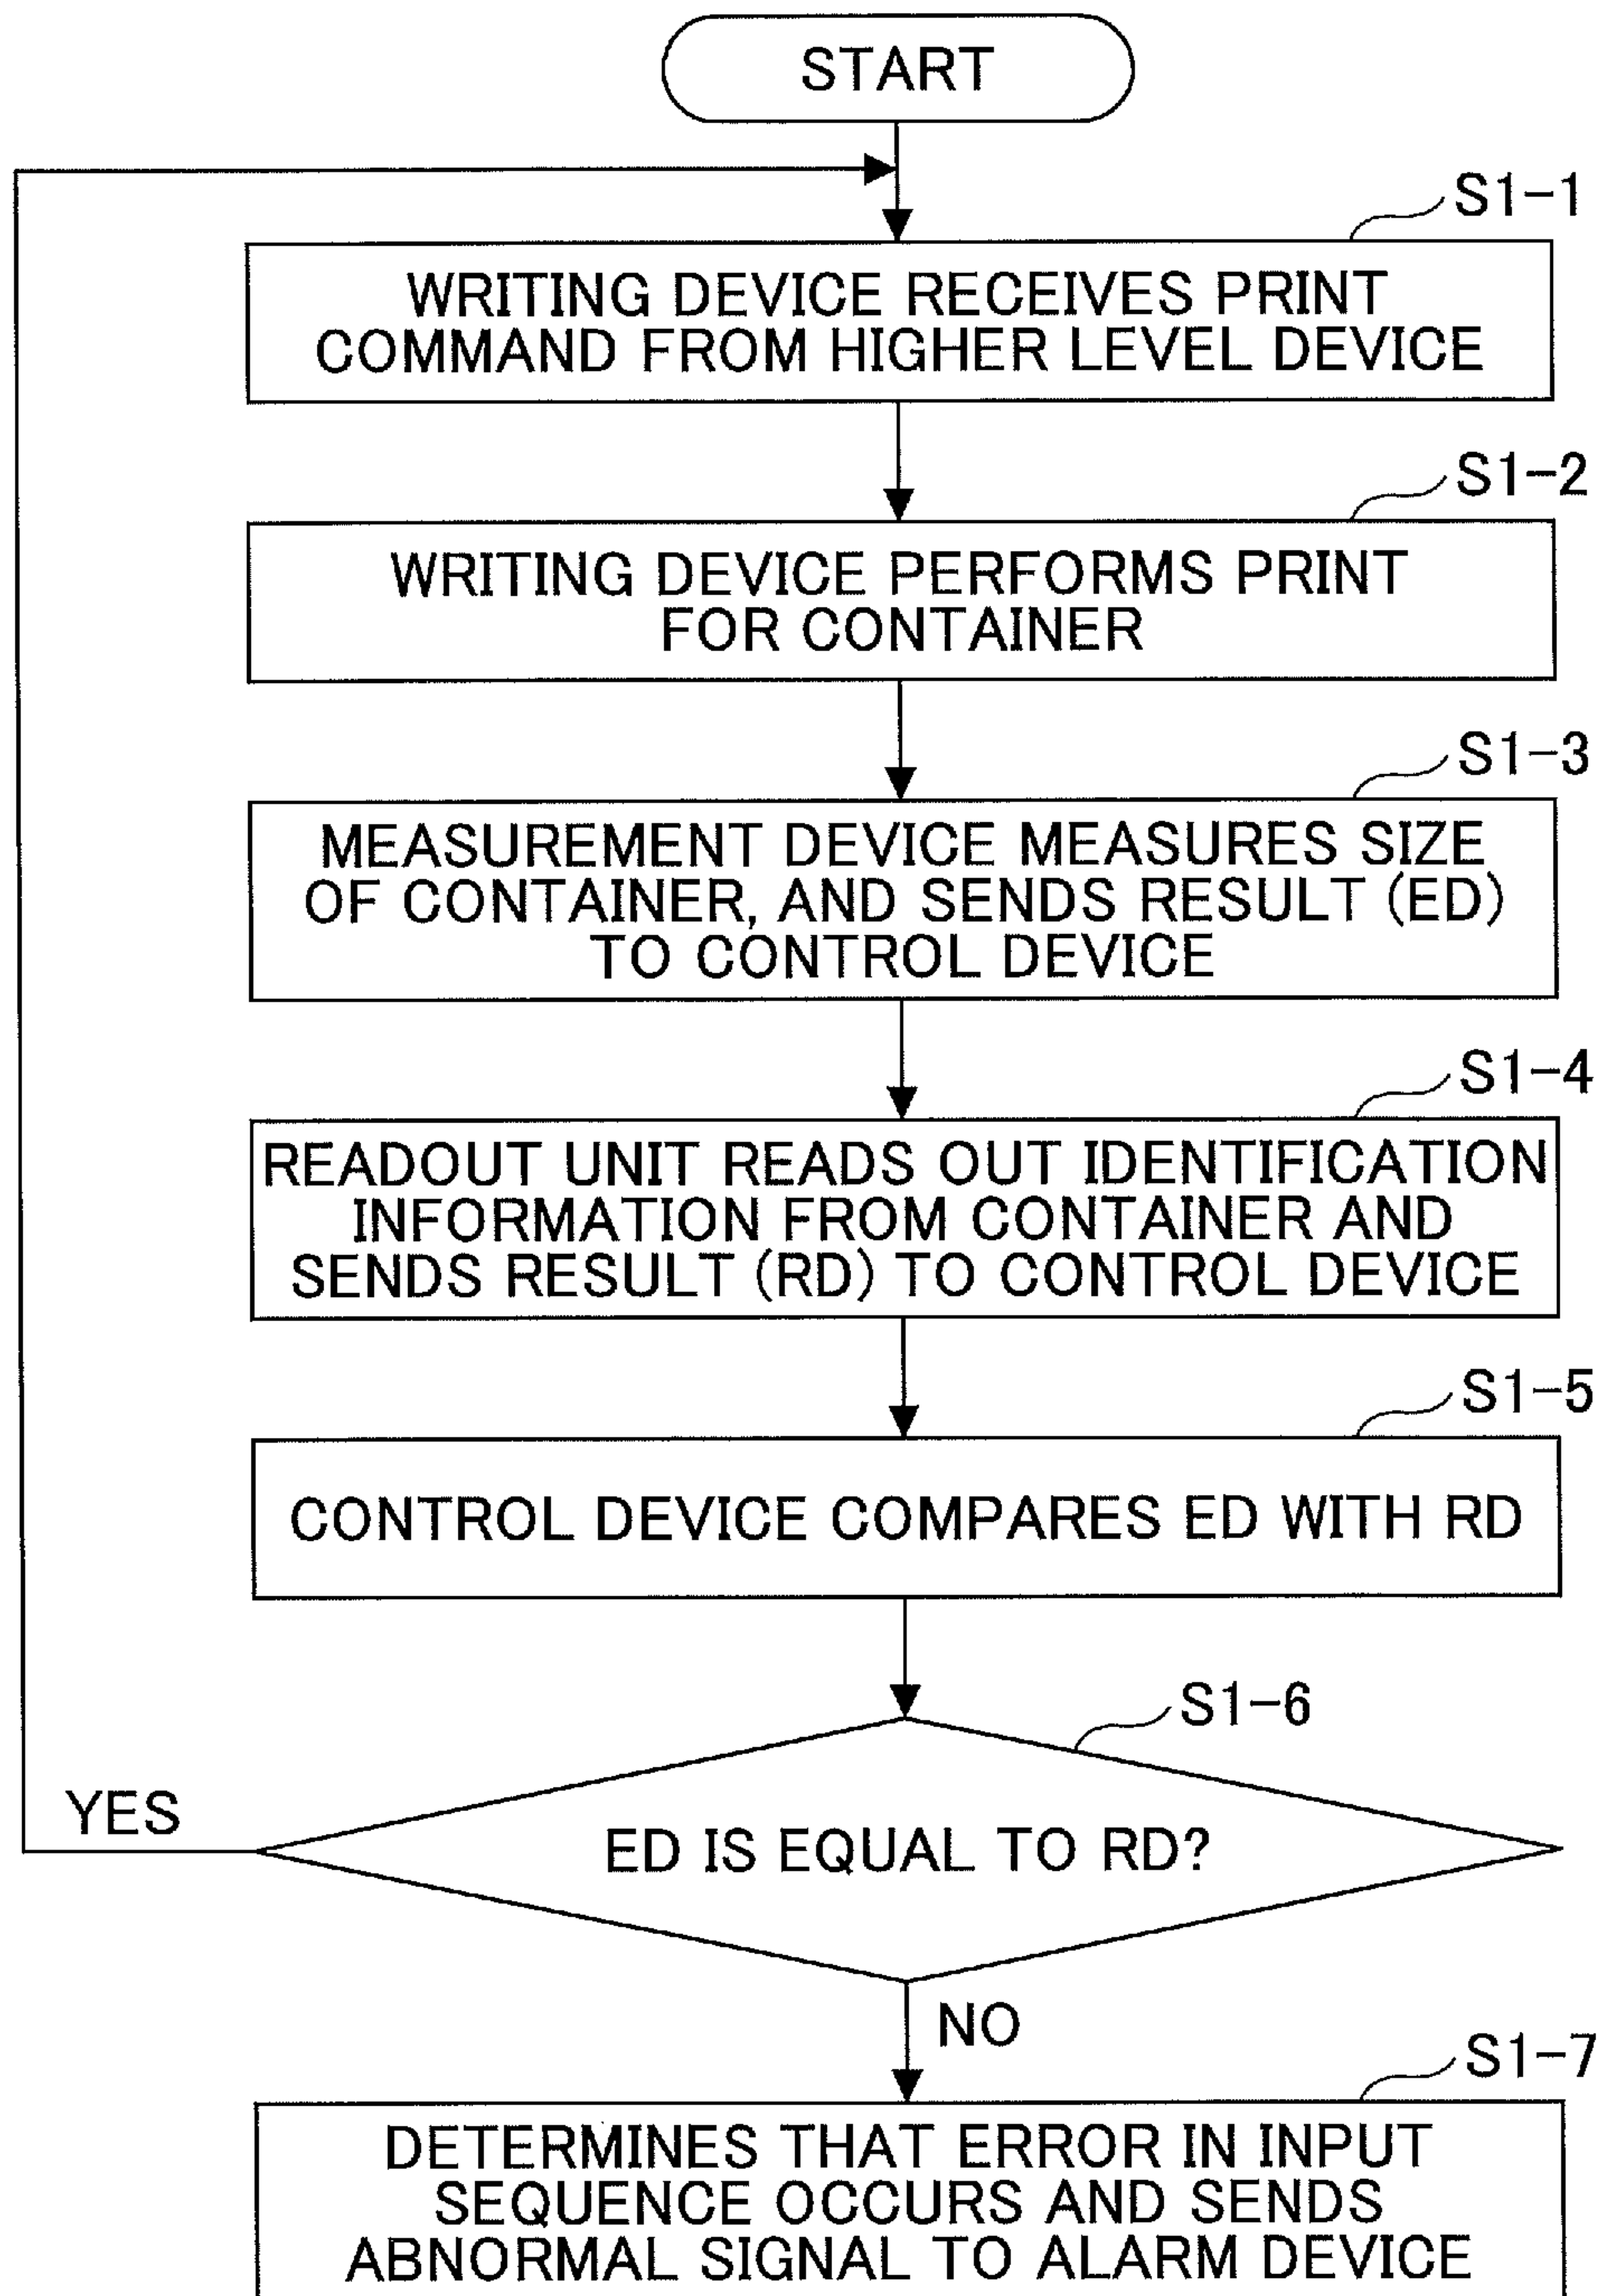 START
S1-1
WRITING DEVICE RECEIVES PRINT
COMMAND FROM HIGHER LEVEL DEVICE
S1-2
WRITING DEVICE PERFORMS PRINT
FOR CONTAINER
S1-3
MEASUREMENT DEVICE MEASURES SIZE
OF CONTAINER, AND SENDS RESULT (ED)
TO CONTROL DEVICE
S1-4
READOUT UNIT READS OUT IDENTIFICATION
INFORMATION FROM CONTAINER AND
SENDS RESULT (RD) TO CONTROL DEVICE
S1-5
CONTROL DEVICE COMPARES ED WITH RD
S1-6
YES
ED IS EQUAL TO RD?
NO
S1-7
DETERMINES THAT ERROR IN INPUT
SEQUENCE OCCURS AND SENDS
ABNORMAL SIGNAL TO ALARM DEVICE